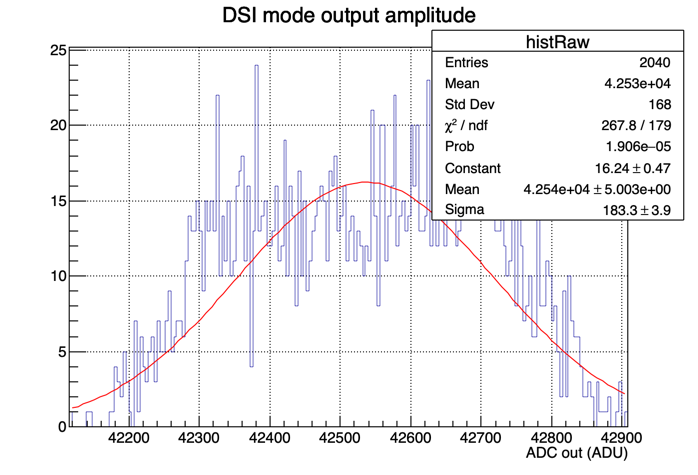 DSI mode output amplitude
histRaw
Entries 2040
Mean 4.253e+04
Std Dev 168
χ² / ndf 267.8 / 179
Prob 1.906e−05
Constant 16.24 ± 0.47
Mean 4.254e+04 ± 5.003e+00
Sigma 183.3 ± 3.9
25
20
15
10
5
0
42200 42300 42400 42500 42600 42700 42800 42900
ADC out (ADU)